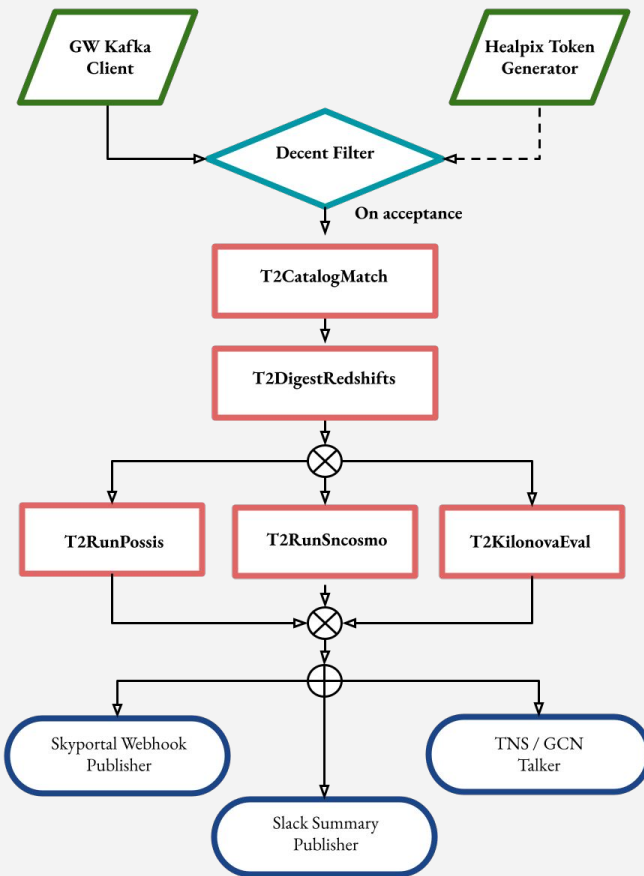 GW Kafka
Client
Healpix Token
Generator
Decent Filter
On acceptance
T2CatalogMatch
T2DigestRedshifts
T2RunPossis
T2RunSncosmo
T2KilonovaEval
Skyportal Webhook
Publisher
TNS / GCN
Talker
Slack Summary
Publisher